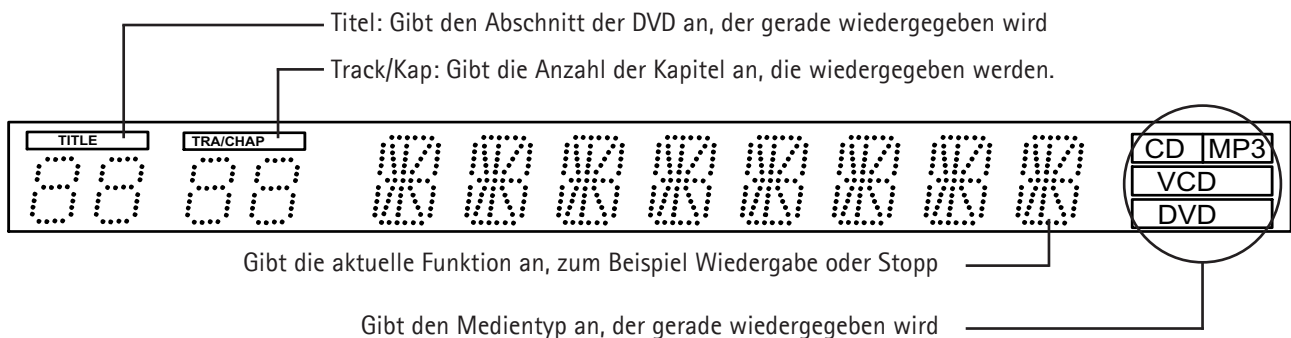 Titel: Gibt den Abschnitt der DVD an, der gerade wiedergegeben wird
Track/Kap: Gibt die Anzahl der Kapitel an, die wiedergegeben werden.
TITLE TRA/CHAP
CD MP3
VCD
DVD
Gibt die aktuelle Funktion an, zum Beispiel Wiedergabe oder Stopp
Gibt den Medientyp an, der gerade wiedergegeben wird